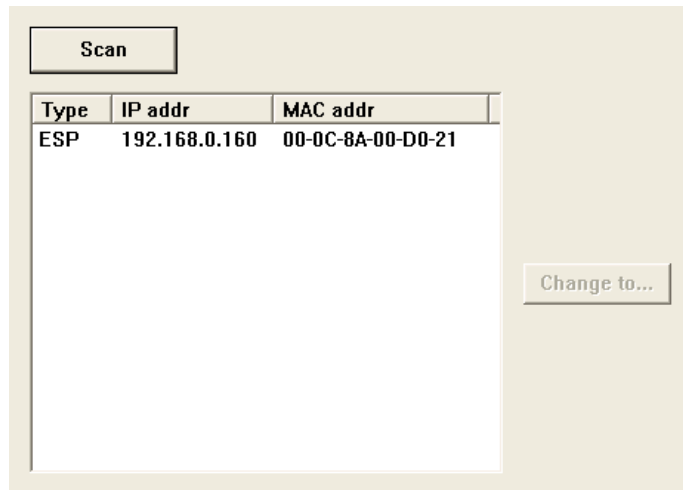 Scan
Type IP addr MAC addr
ESP 192.168.0.160 00-0C-8A-00-D0-21
Change to...